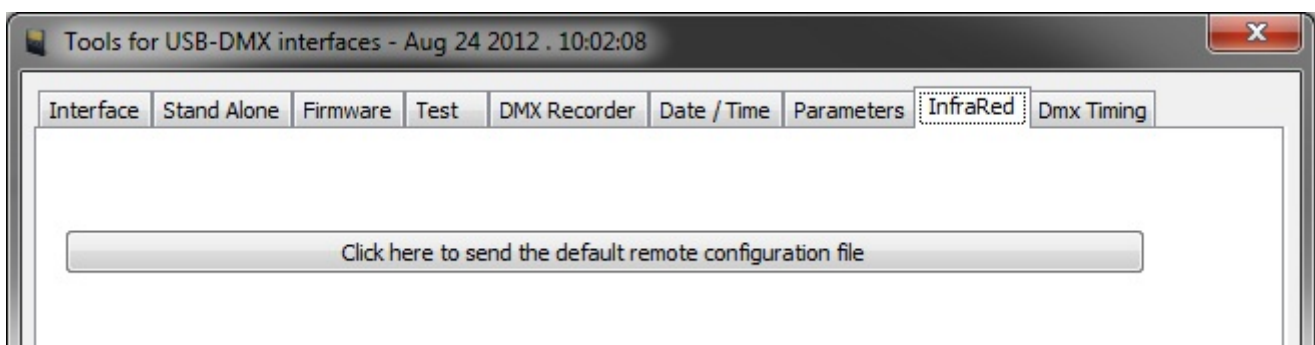 Tools for USB-DMX interfaces - Aug 24 2012 . 10:02:08
Interface Stand Alone Firmware Test DMX Recorder Date / Time Parameters InfraRed Dmx Timing
Click here to send the default remote configuration file